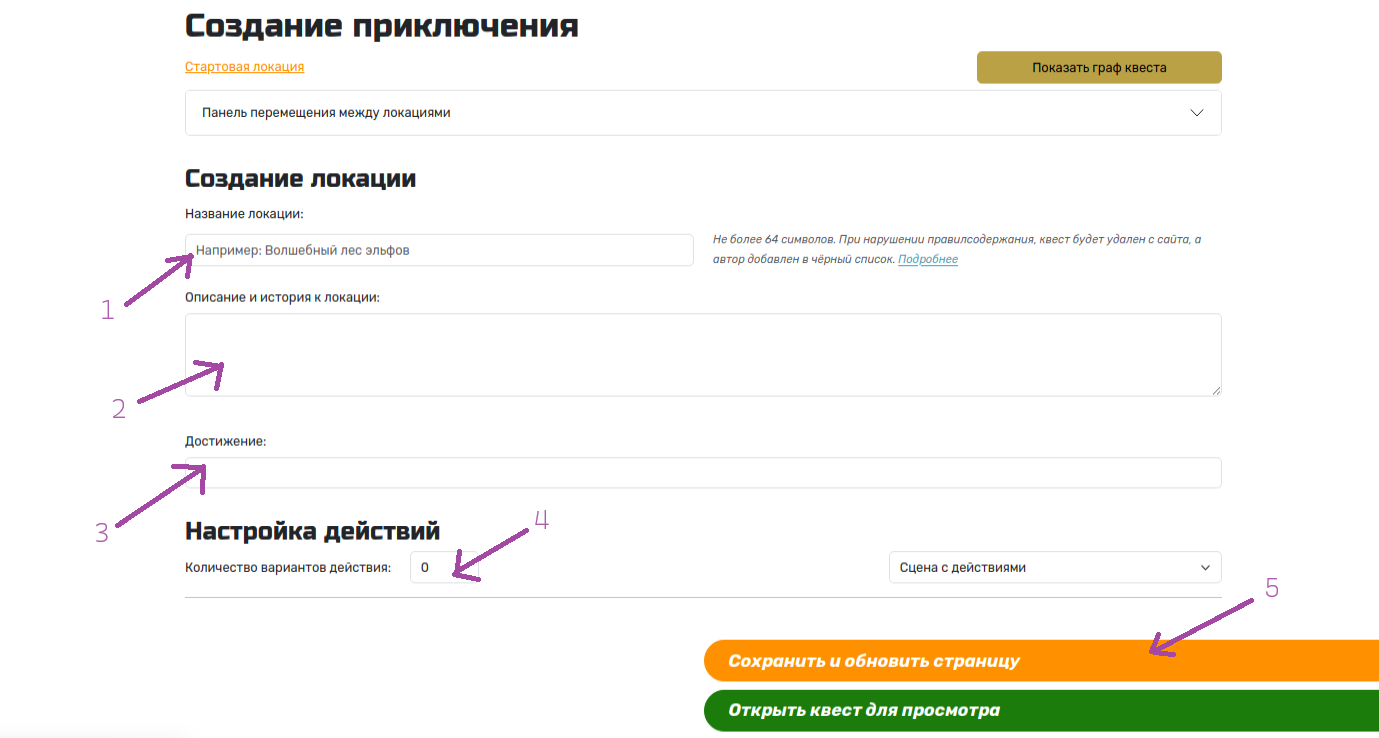 Создание приключения
Стартовая локация
Показать граф квеста
Панель перемещения между локациями
Создание локации
Название локации:
Например: Волшебный лес эльфов
Не более 64 символов. При нарушении правилсодержания, квест будет удален с сайта, а
автор добавлен в чёрный список. Подробнее
1
Описание и история к локации:
2
Достижение:
3
Настройка действий
4
Количество вариантов действия: 0
Сцена с действиями
5
Сохранить и обновить страницу
Открыть квест для просмотра